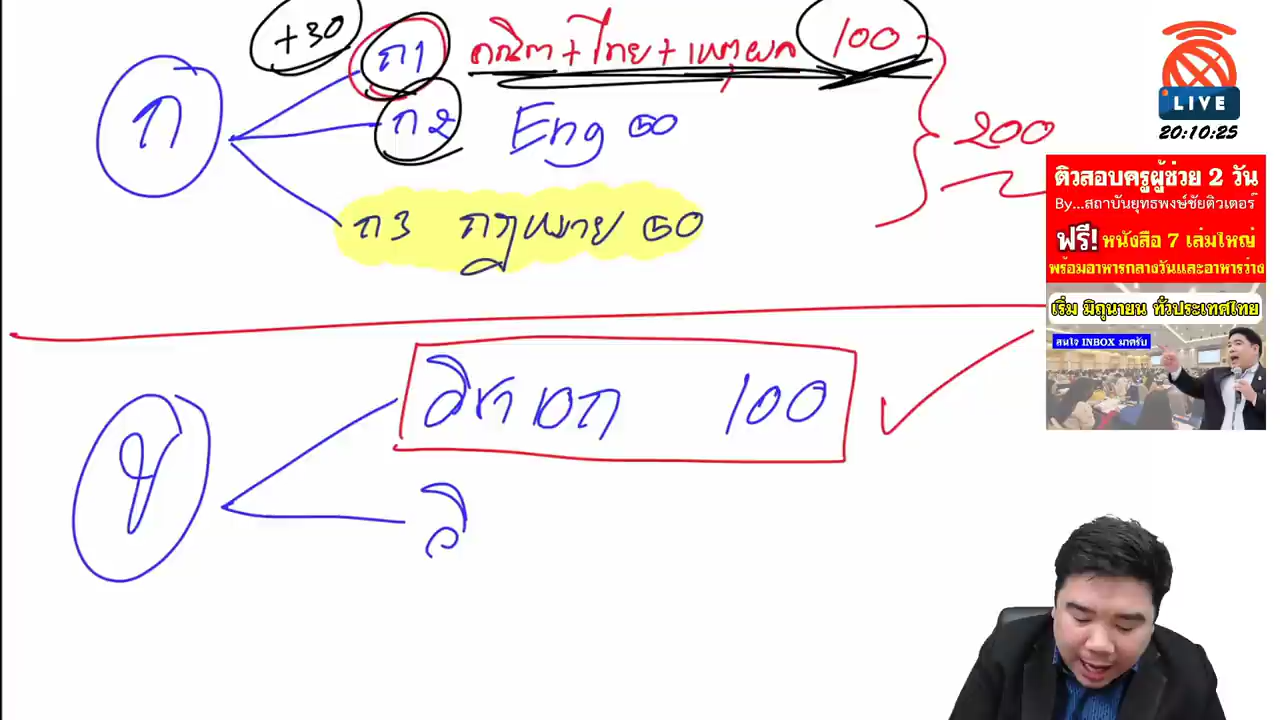 +30
ก1 คณิต+ไทย+เหตุผล 100
ก
ก2 Eng 50
200
ก3 กฎหมาย 50
LIVE
20:10:25
ติวสอบครูผู้ช่วย 2 วัน
By...สถาบันยุทธพงษ์ชัยติวเตอร์
ฟรี! หนังสือ 7 เล่มใหญ่
พร้อมอาหารกลางวันและอาหารว่าง
เริ่ม มิถุนายน ทั่วประเทศไทย
สนใจ INBOX มาครับ
วิชาเอก 100
ข
วิ